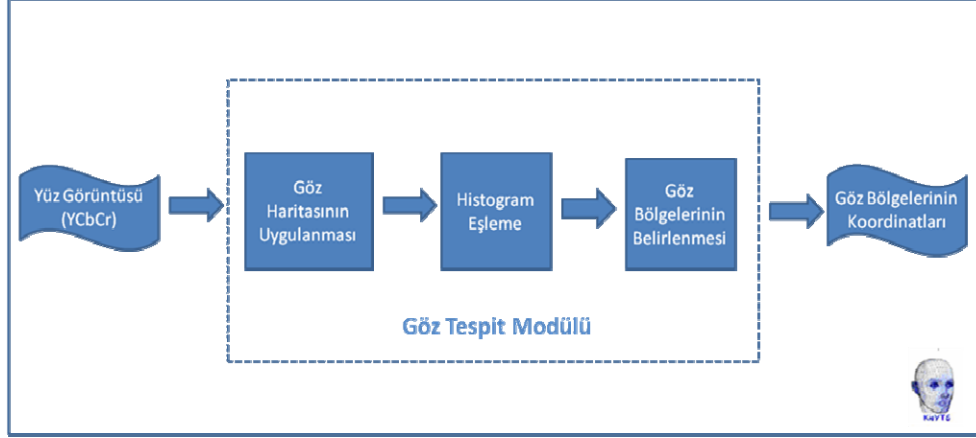 Yüz Görüntüsü
(YCbCr)
Göz
Haritasının
Uygulanması
Histogram
Eşleme
Göz
Bölgelerinin
Belirlenmesi
Göz Bölgelerinin
Koordinatları
Göz Tespit Modülü